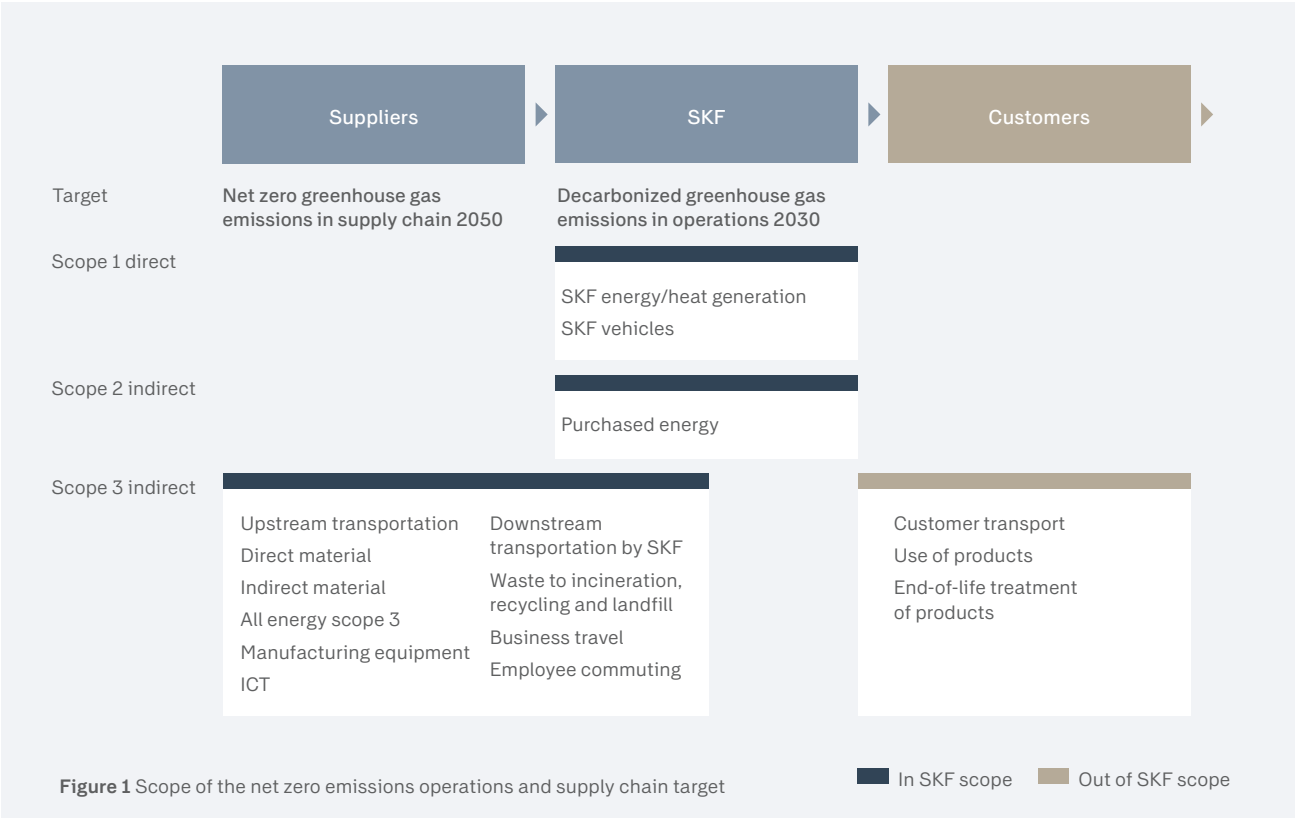 Suppliers
SKF
Customers
Target
Net zero greenhouse gas
emissions in supply chain 2050
Decarbonized greenhouse gas
emissions in operations 2030
Scope 1 direct
SKF energy/heat generation
SKF vehicles
Scope 2 indirect
Purchased energy
Scope 3 indirect
Upstream transportation
Direct material
Indirect material
All energy scope 3
Manufacturing equipment
ICT
Downstream
transportation by SKF
Waste to incineration,
recycling and landfill
Business travel
Employee commuting
Customer transport
Use of products
End-of-life treatment
of products
Figure 1 Scope of the net zero emissions operations and supply chain target
In SKF scope
Out of SKF scope